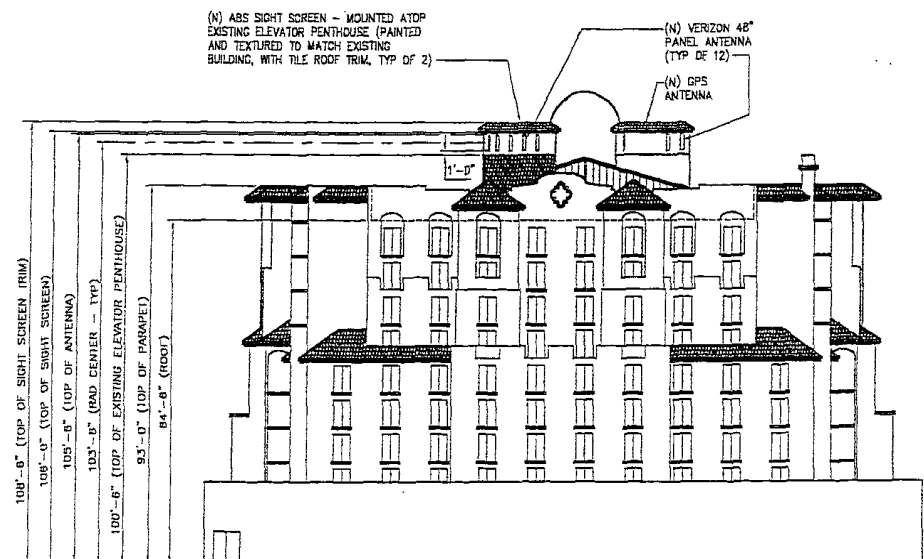 (N) ABS SIGHT SCREEN – MOUNTED ATOP
EXISTING ELEVATOR PENTHOUSE (PAINTED
AND TEXTURED TO MATCH EXISTING
BUILDING, WITH TILE ROOF TRIM, TYP OF 2)
(N) VERIZON 48"
PANEL ANTENNA
(TYP OF 12)
(N) GPS
ANTENNA
1'-0"
108'-6" (TOP OF SIGHT SCREEN TRIM)
106'-0" (TOP OF SIGHT SCREEN)
105'-8" (TOP OF ANTENNA)
103'-8" (RAD CENTER – TYP)
100'-6" (TOP OF EXISTING ELEVATOR PENTHOUSE)
93'-0" (TOP OF PARAPET)
84'-6" (ROOF)